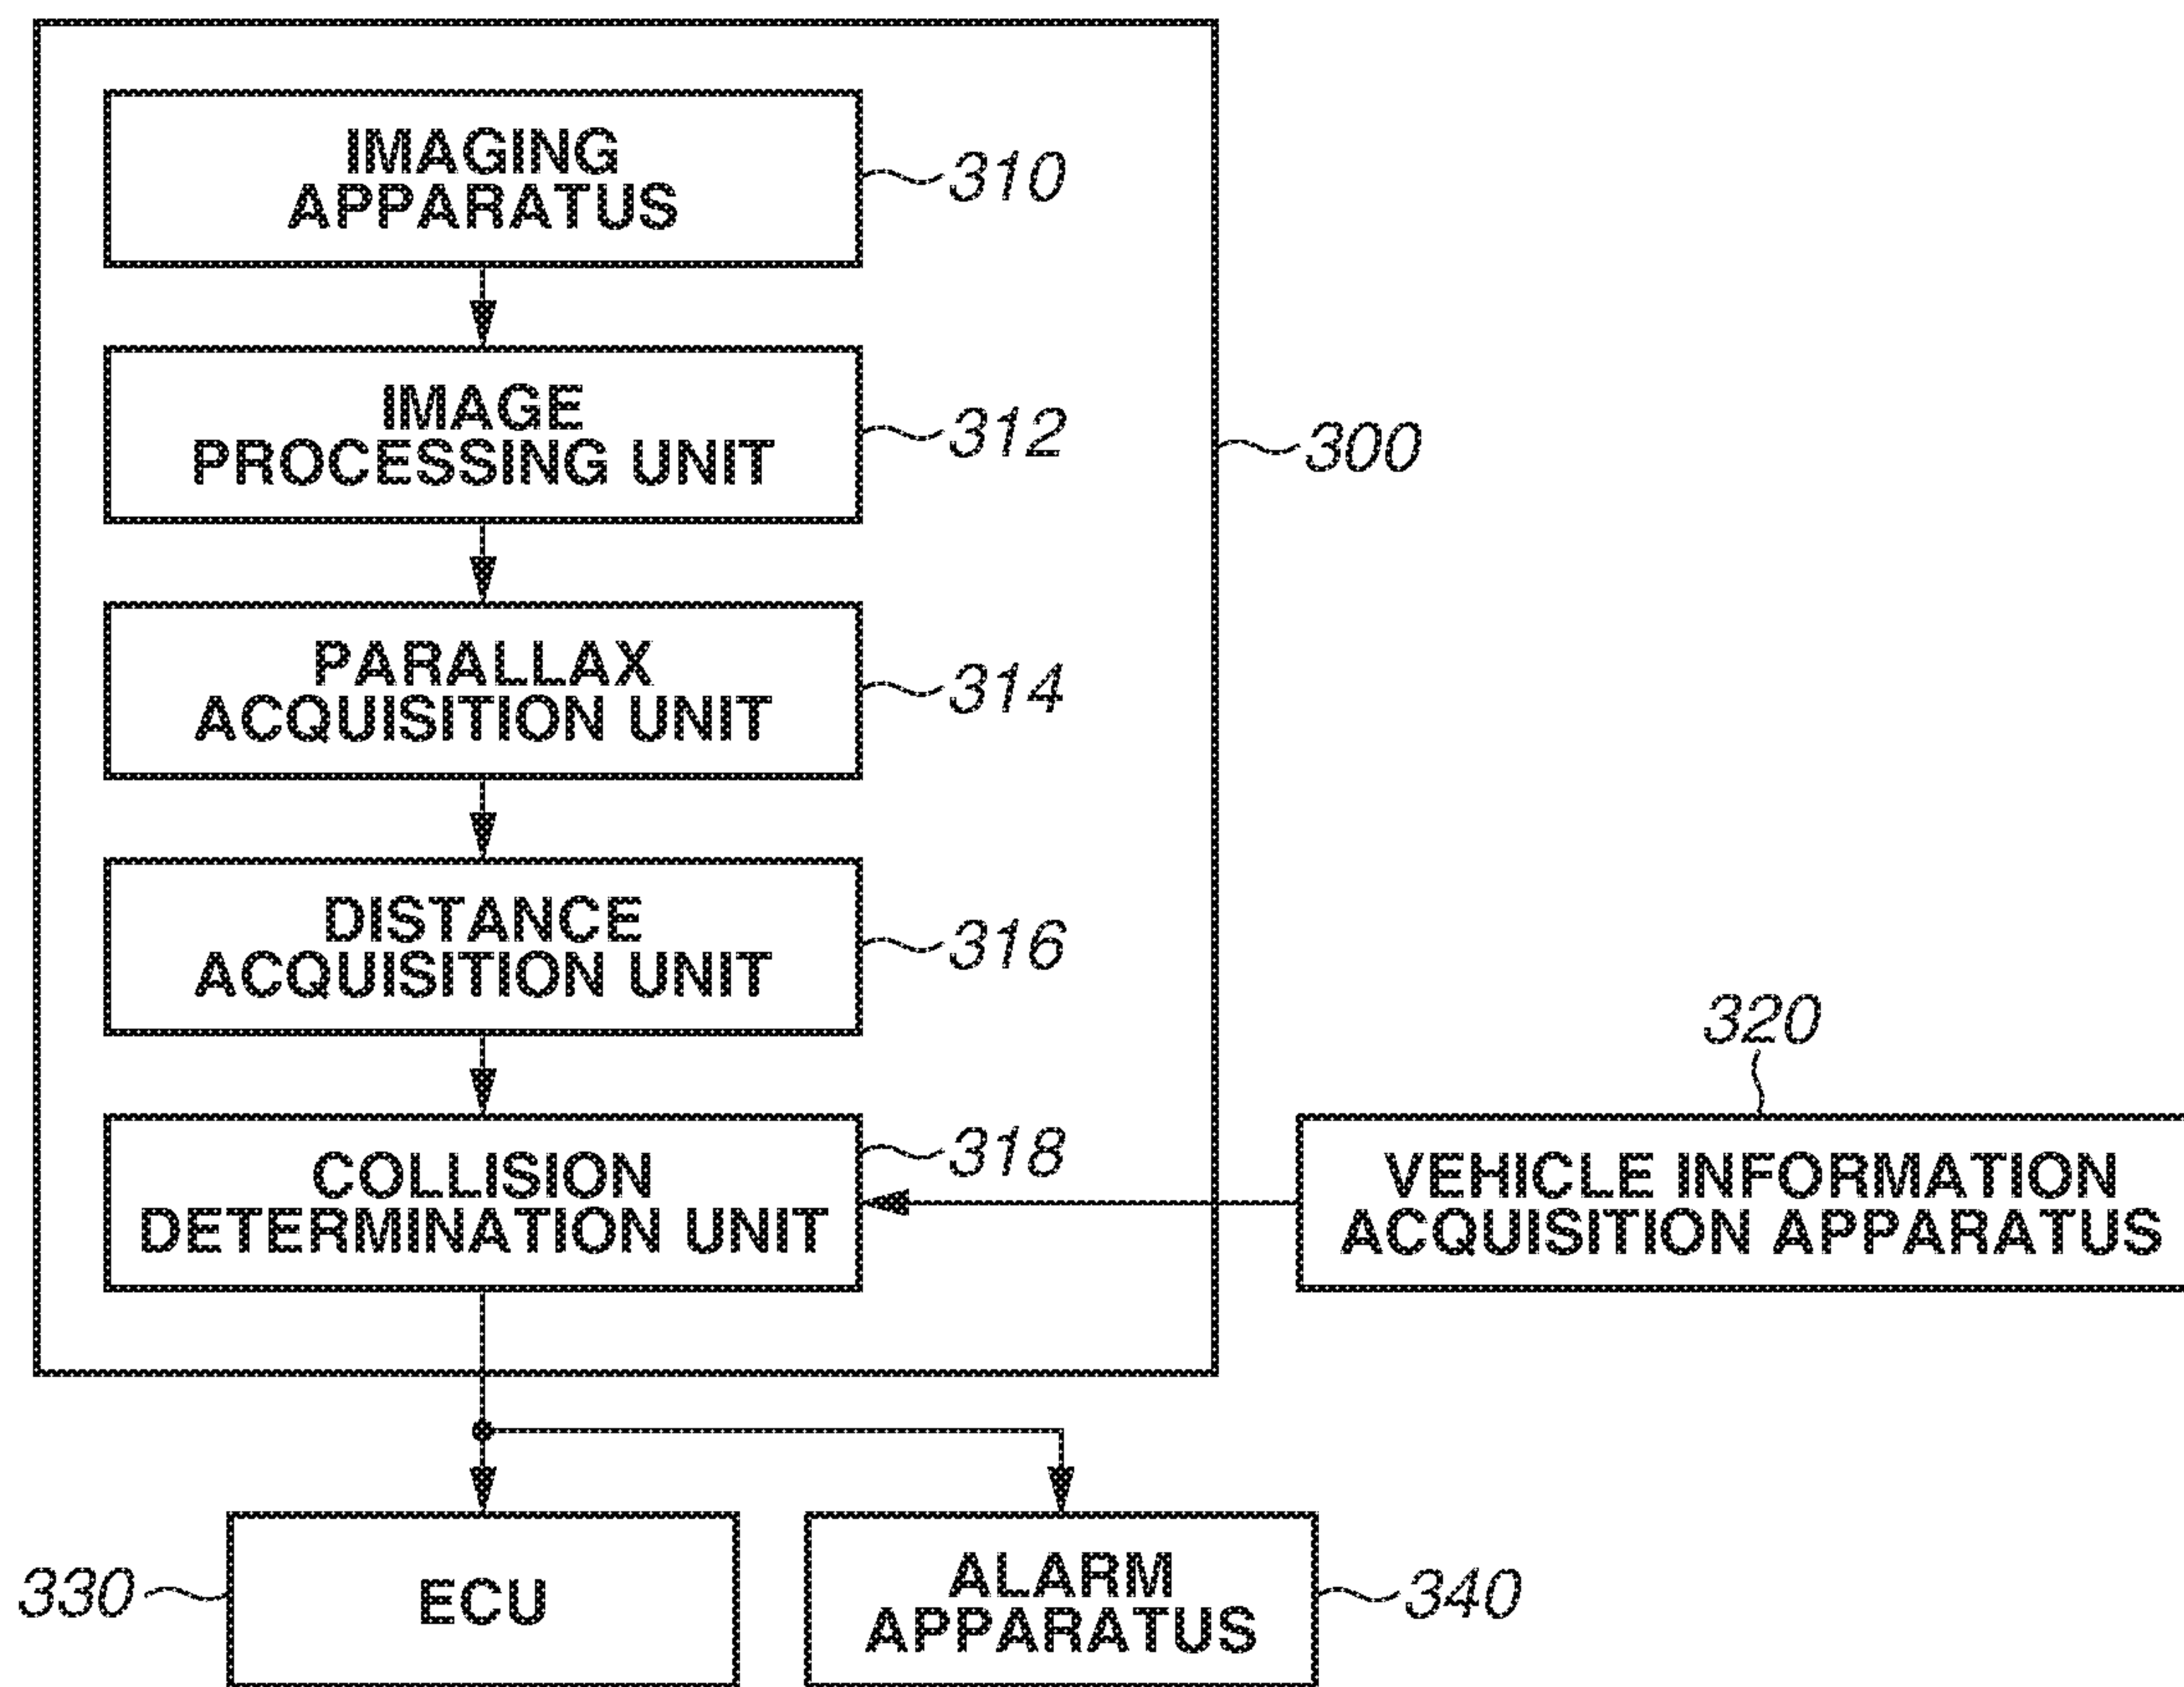 IMAGING
APPARATUS
310
IMAGE
PROCESSING UNIT
312
300
PARALLAX
ACQUISITION UNIT
314
DISTANCE
ACQUISITION UNIT
316
320
COLLISION
DETERMINATION UNIT
318
VEHICLE INFORMATION
ACQUISITION APPARATUS
330
ECU
ALARM
APPARATUS
340